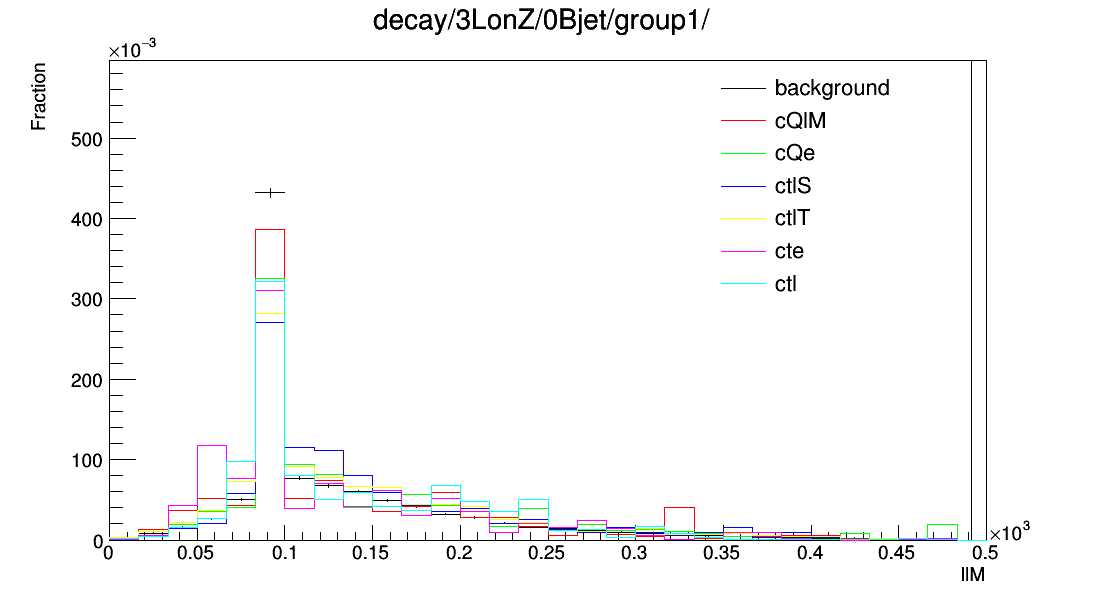 decay/3LonZ/0Bjet/group1/
×10⁻³
Fraction
background
cQlM
cQe
ctlS
ctlT
cte
ctl
500
400
300
200
100
0
0 0.05 0.1 0.15 0.2 0.25 0.3 0.35 0.4 0.45 0.5
×10³
llM